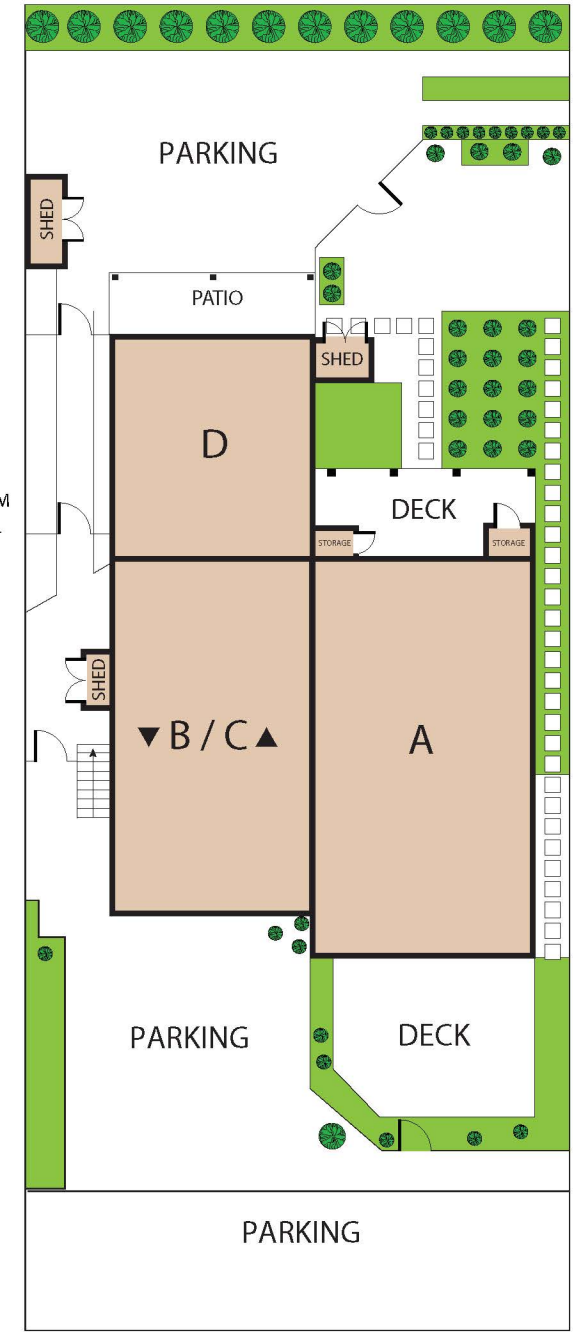 PARKING
SHED
PATIO
SHED
D
M
DECK
STORAGE
STORAGE
SHED
▼ B / C ▲
A
PARKING
DECK
PARKING